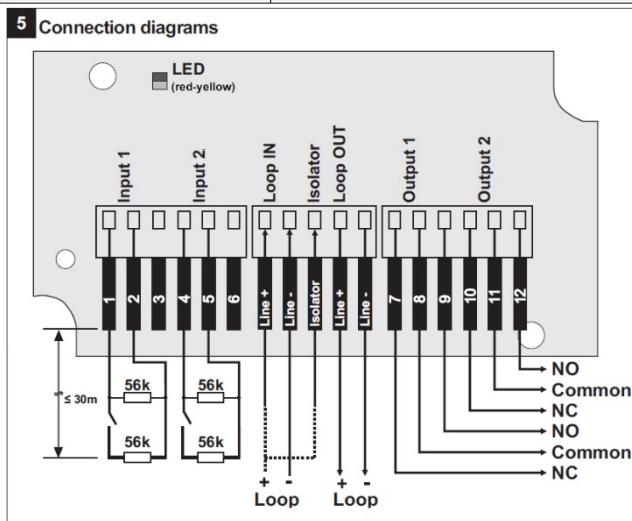 5 Connection diagrams
LED
(red-yellow)
Input 1
Input 2
Loop IN
Isolator
Loop OUT
Output 1
Output 2
1
2
3
4
5
6
Line +
Line -
Isolator
Line +
Line -
7
8
9
10
11
12
≤ 30m
56k
56k
56k
56k
NO
Common
NC
NO
Common
NC
+ - + -
Loop Loop